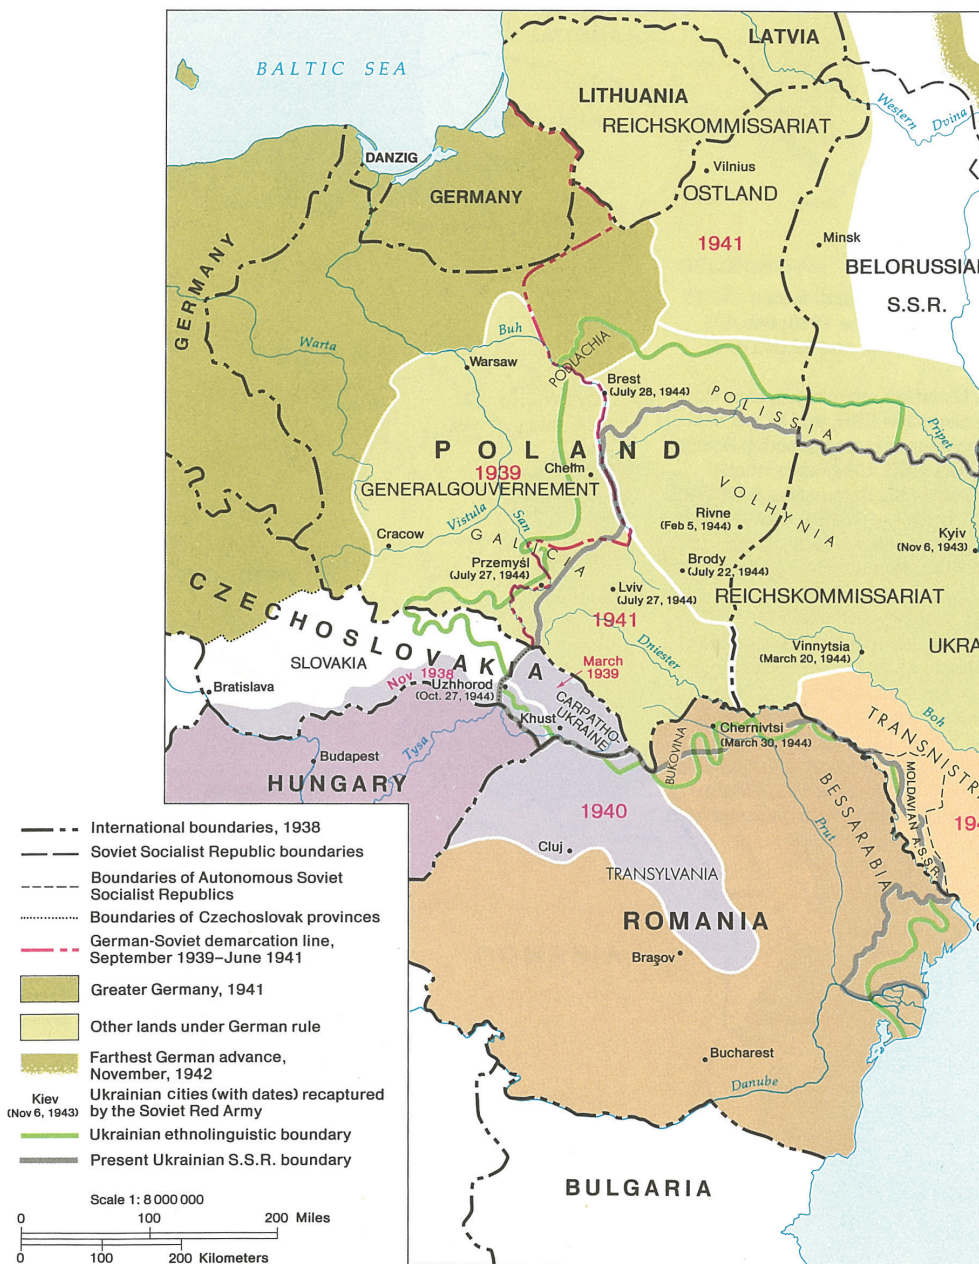 BALTIC SEA
LATVIA
LITHUANIA
REICHSKOMMISSARIAT
Western
Dvina
DANZIG
Vilnius
GERMANY
OSTLAND
1941
Minsk
BELORUSSIAN
S.S.R.
GERMANY
Warta
Buh
Warsaw
PODLACHIA
Brest
(July 28, 1944)
POLISSIA
Pripet
POLAND
1939
Chełm
GENERALGOUVERNEMENT
VOLHYNIA
Vistula
San
Rivne
(Feb 5, 1944)
Kyiv
(Nov 6, 1943)
Cracow
GALICIA
Przemyśl
(July 27, 1944)
Brody
(July 22, 1944)
Lviv
(July 27, 1944)
REICHSKOMMISSARIAT
1941
CZECHOSLOVAKIA
Dniester
Vinnytsia
(March 20, 1944)
UKRA
SLOVAKIA
Nov 1938
March
1939
Bratislava
Uzhhorod
(Oct. 27, 1944)
CARPATHO-
UKRAINE
Khust
Boh
TRANSNISTR
Chernivtsi
(March 30, 1944)
BUKOVINA
Budapest
Tysa
HUNGARY
BESSARABIA
MOLDAVIAN A.S.S.R.
1940
194
Prut
Cluj
TRANSYLVANIA
ROMANIA
Braşov
Bucharest
Danube
BULGARIA
International boundaries, 1938
Soviet Socialist Republic boundaries
Boundaries of Autonomous Soviet
Socialist Republics
Boundaries of Czechoslovak provinces
German-Soviet demarcation line,
September 1939–June 1941
Greater Germany, 1941
Other lands under German rule
Farthest German advance,
November, 1942
Kiev
(Nov 6, 1943)
Ukrainian cities (with dates) recaptured
by the Soviet Red Army
Ukrainian ethnolinguistic boundary
Present Ukrainian S.S.R. boundary
Scale 1: 8 000 000
0 100 200 Miles
0 100 200 Kilometers